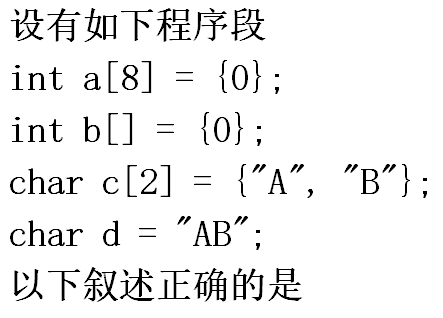 设有如下程序段
int a[8] = {0};
int b[] = {0};
char c[2] = {"A", "B"};
char d = "AB";
以下叙述正确的是